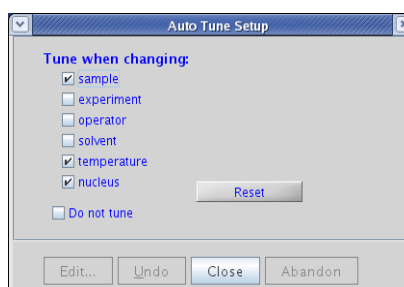 Auto Tune Setup
Tune when changing:
sample
experiment
operator
solvent
temperature
nucleus
Reset
Do not tune
Edit... Undo Close Abandon